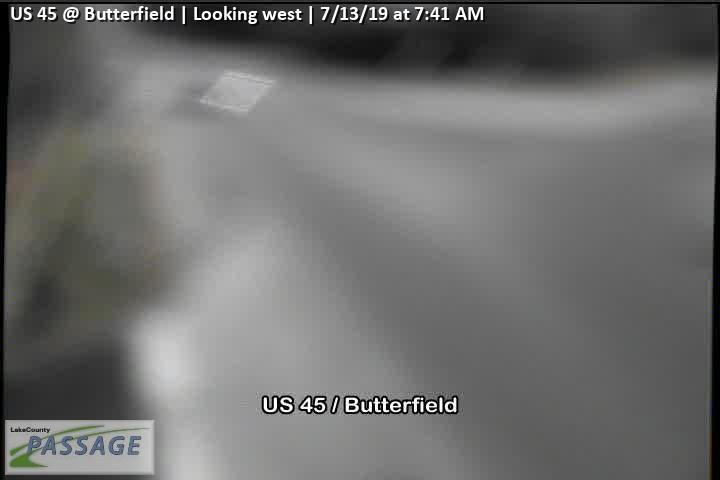 US 45 @ Butterfield | Looking west | 7/13/19 at 7:41 AM
US 45 / Butterfield
LakeCounty
PASSAGE